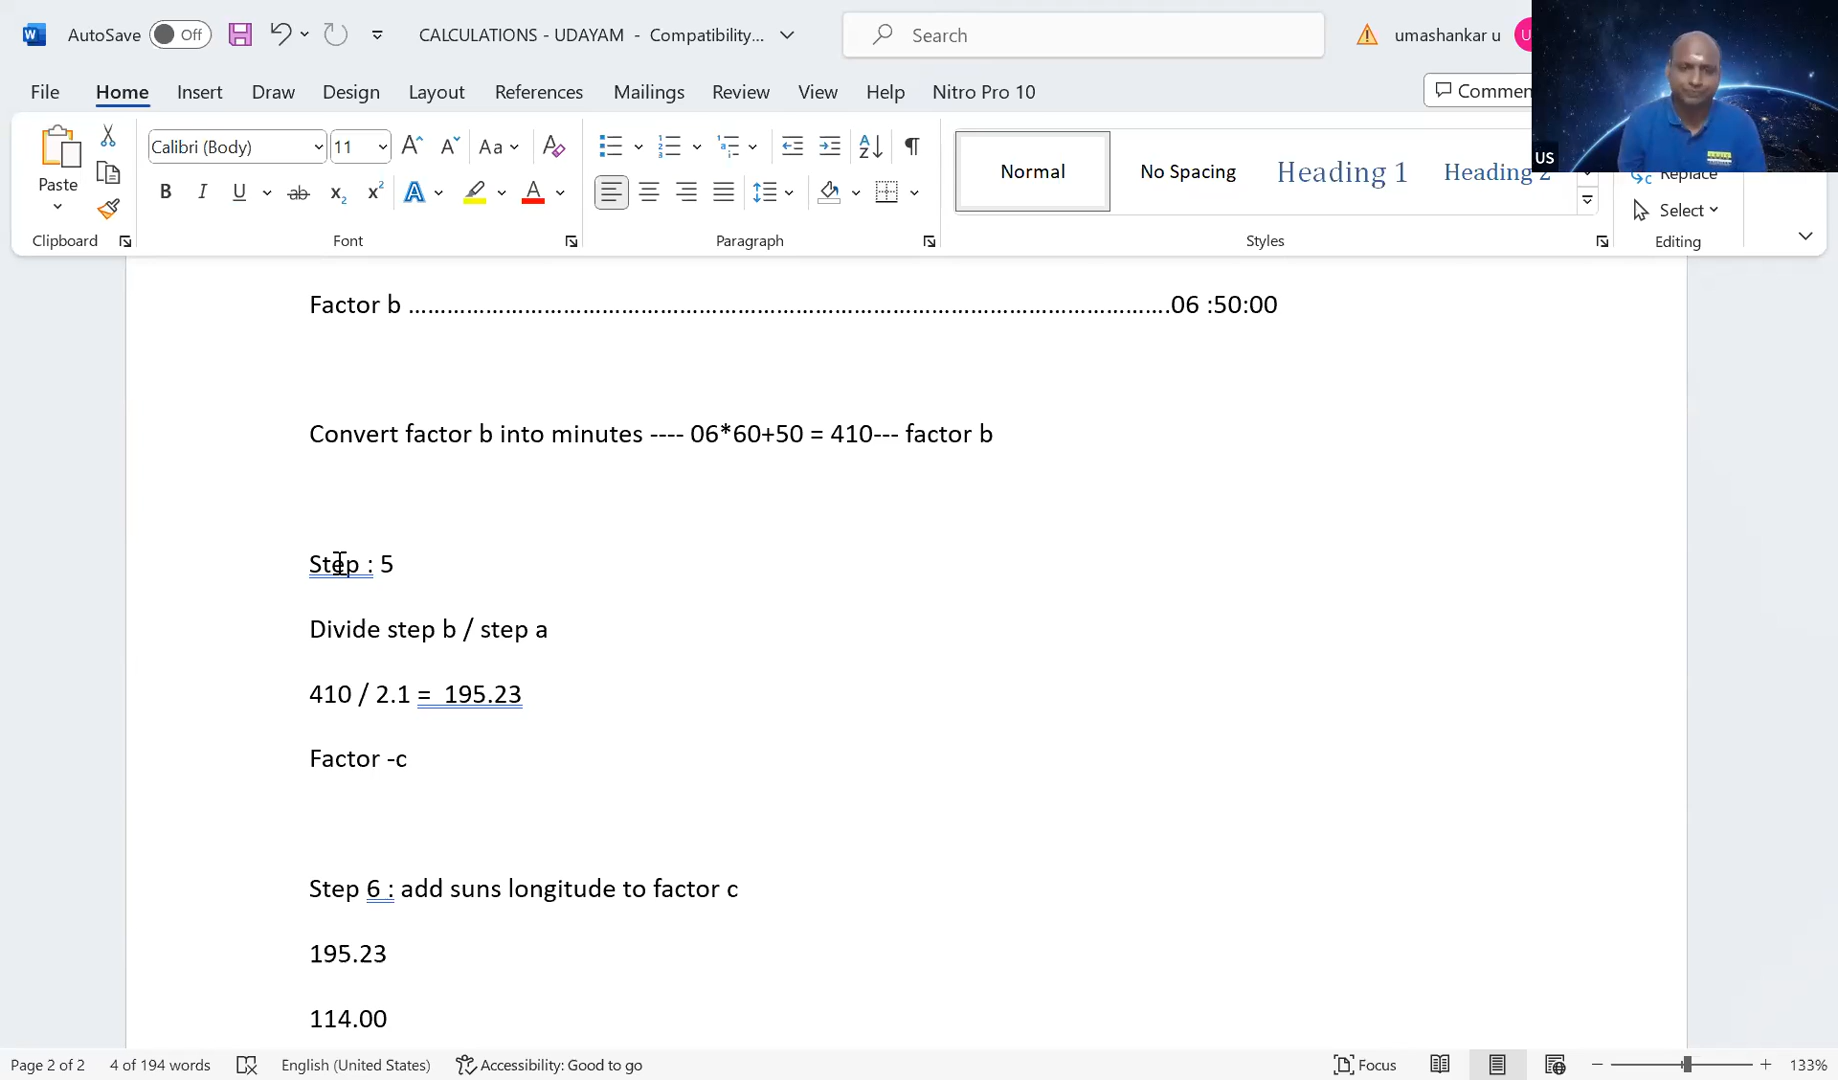 AutoSave Off CALCULATIONS - UDAYAM - Compatibility... Search umashankar u U
File Home Insert Draw Design Layout References Mailings Review View Help Nitro Pro 10
Paste
Calibri (Body) 11
Normal No Spacing Heading 1
Select
Clipboard Font Paragraph Styles Editing
US
Factor b ........................................................................................................................06 :50:00
Convert factor b into minutes ---- 06*60+50 = 410--- factor b
Step : 5
Divide step b / step a
410 / 2.1 = 195.23
Factor -c
Step 6 : add suns longitude to factor c
195.23
114.00
Page 2 of 2 4 of 194 words English (United States) Accessibility: Good to go Focus 133%